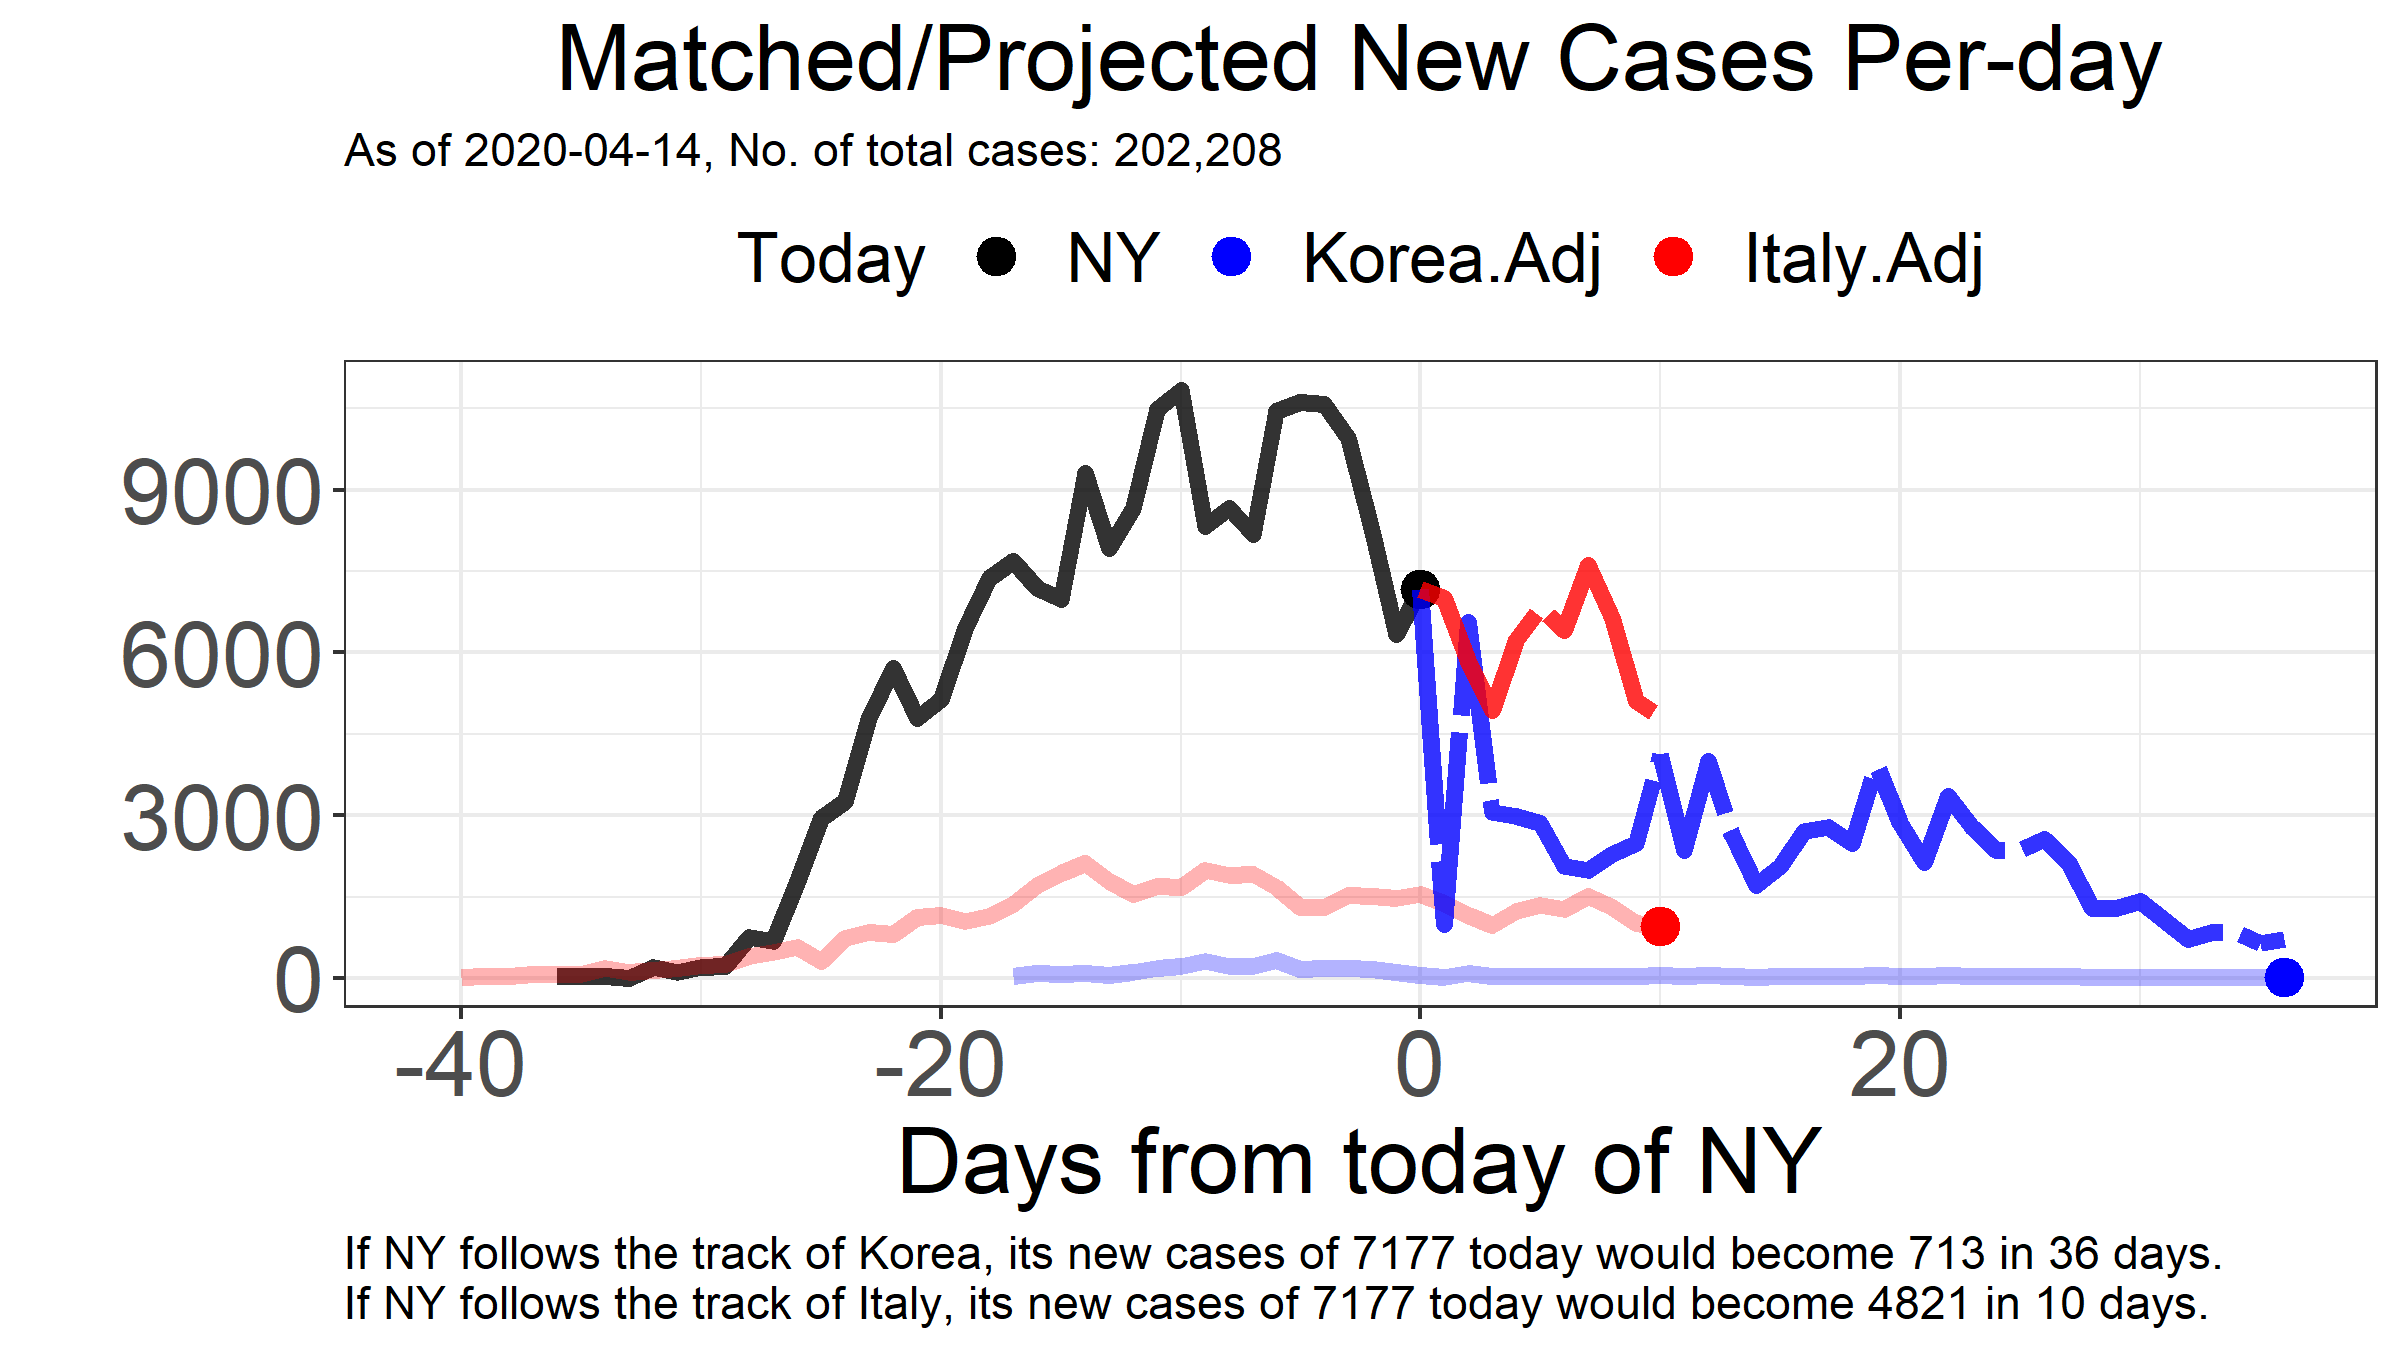 Matched/Projected New Cases Per-day
As of 2020-04-14, No. of total cases: 202,208
Today NY Korea.Adj Italy.Adj
9000
6000
3000
0
-40 -20 0 20
Days from today of NY
If NY follows the track of Korea, its new cases of 7177 today would become 713 in 36 days.
If NY follows the track of Italy, its new cases of 7177 today would become 4821 in 10 days.